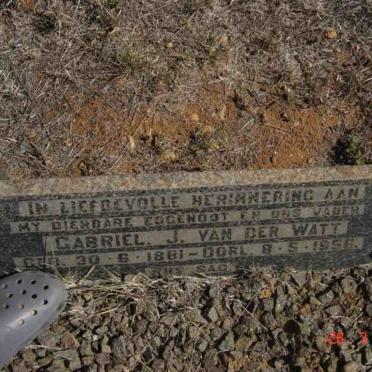 IN LIEFDEVOLLE HERINNERING AAN
MY DIERBARE EGGENOOT EN ONS VADER
GABRIEL. J. VAN DER WATT
GEB. 30·6·1881-OORL. 8·5·1958